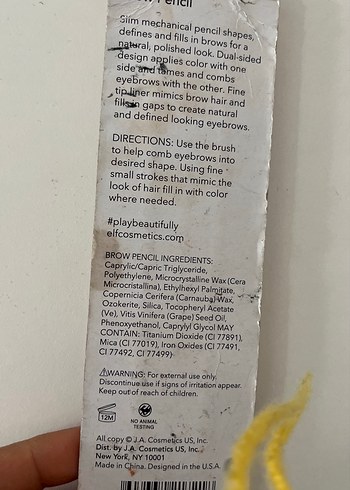 Pencil
Slim mechanical pencil shapes,
defines and fills in brows for a
natural, polished look. Dual-sided
design applies color with one
side and tames and combs
eyebrows with the other. Fine
tip liner mimics brow hair and
fills in gaps to create natural
and defined looking eyebrows.
DIRECTIONS: Use the brush
to help comb eyebrows into
desired shape. Using fine
small strokes that mimic the
look of hair fill in with color
where needed.
#playbeautifully
elfcosmetics.com
BROW PENCIL INGREDIENTS:
Caprylic/Capric Triglyceride,
Polyethylene, Microcrystalline Wax (Cera
Microcristallina), Ethylhexyl Palmitate,
Copernicia Cerifera (Carnauba) Wax,
Ozokerite, Silica, Tocopheryl Acetate
(Ve), Vitis Vinifera (Grape) Seed Oil,
Phenoxyethanol, Caprylyl Glycol MAY
CONTAIN: Titanium Dioxide (CI 77891),
Mica (CI 77019), Iron Oxides (CI 77491,
CI 77492, CI 77499)
⚠WARNING: For external use only.
Discontinue use if signs of irritation appear.
Keep out of reach of children.
12M
NO ANIMAL
TESTING
All copy © J.A. Cosmetics US, Inc.
Dist. by J.A. Cosmetics US, Inc.
New York, NY 10001
Made in China. Designed in the U.S.A.